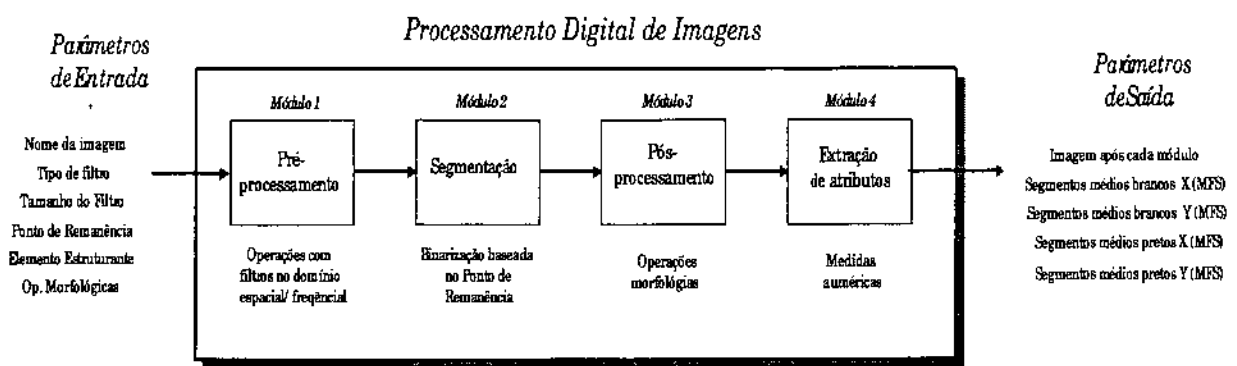 Processamento Digital de Imagens
Parâmetros
de Entrada
Nome da imagem
Tipo de filtro
Tamanho do Filtro
Ponto de Remanência
Elemento Estruturante
Op. Morfológicas
Módulo 1
Pré-
processamento
Operações com
filtros no domínio
espacial/ freqëncial
Módulo 2
Segmentação
Binarização baseada
no Ponto de
Remanência
Módulo 3
Pós-
processamento
Operações
morfológias
Módulo 4
Extração
de atributos
Medidas
auméricas
Parâmetros
de Saída
Imagem após cada módulo
Segmentos médios brancos X (MFS)
Segmentos médios brancos Y (MFS)
Segmentos médios pretos X (MFS)
Segmentos médios pretos Y (MFS)